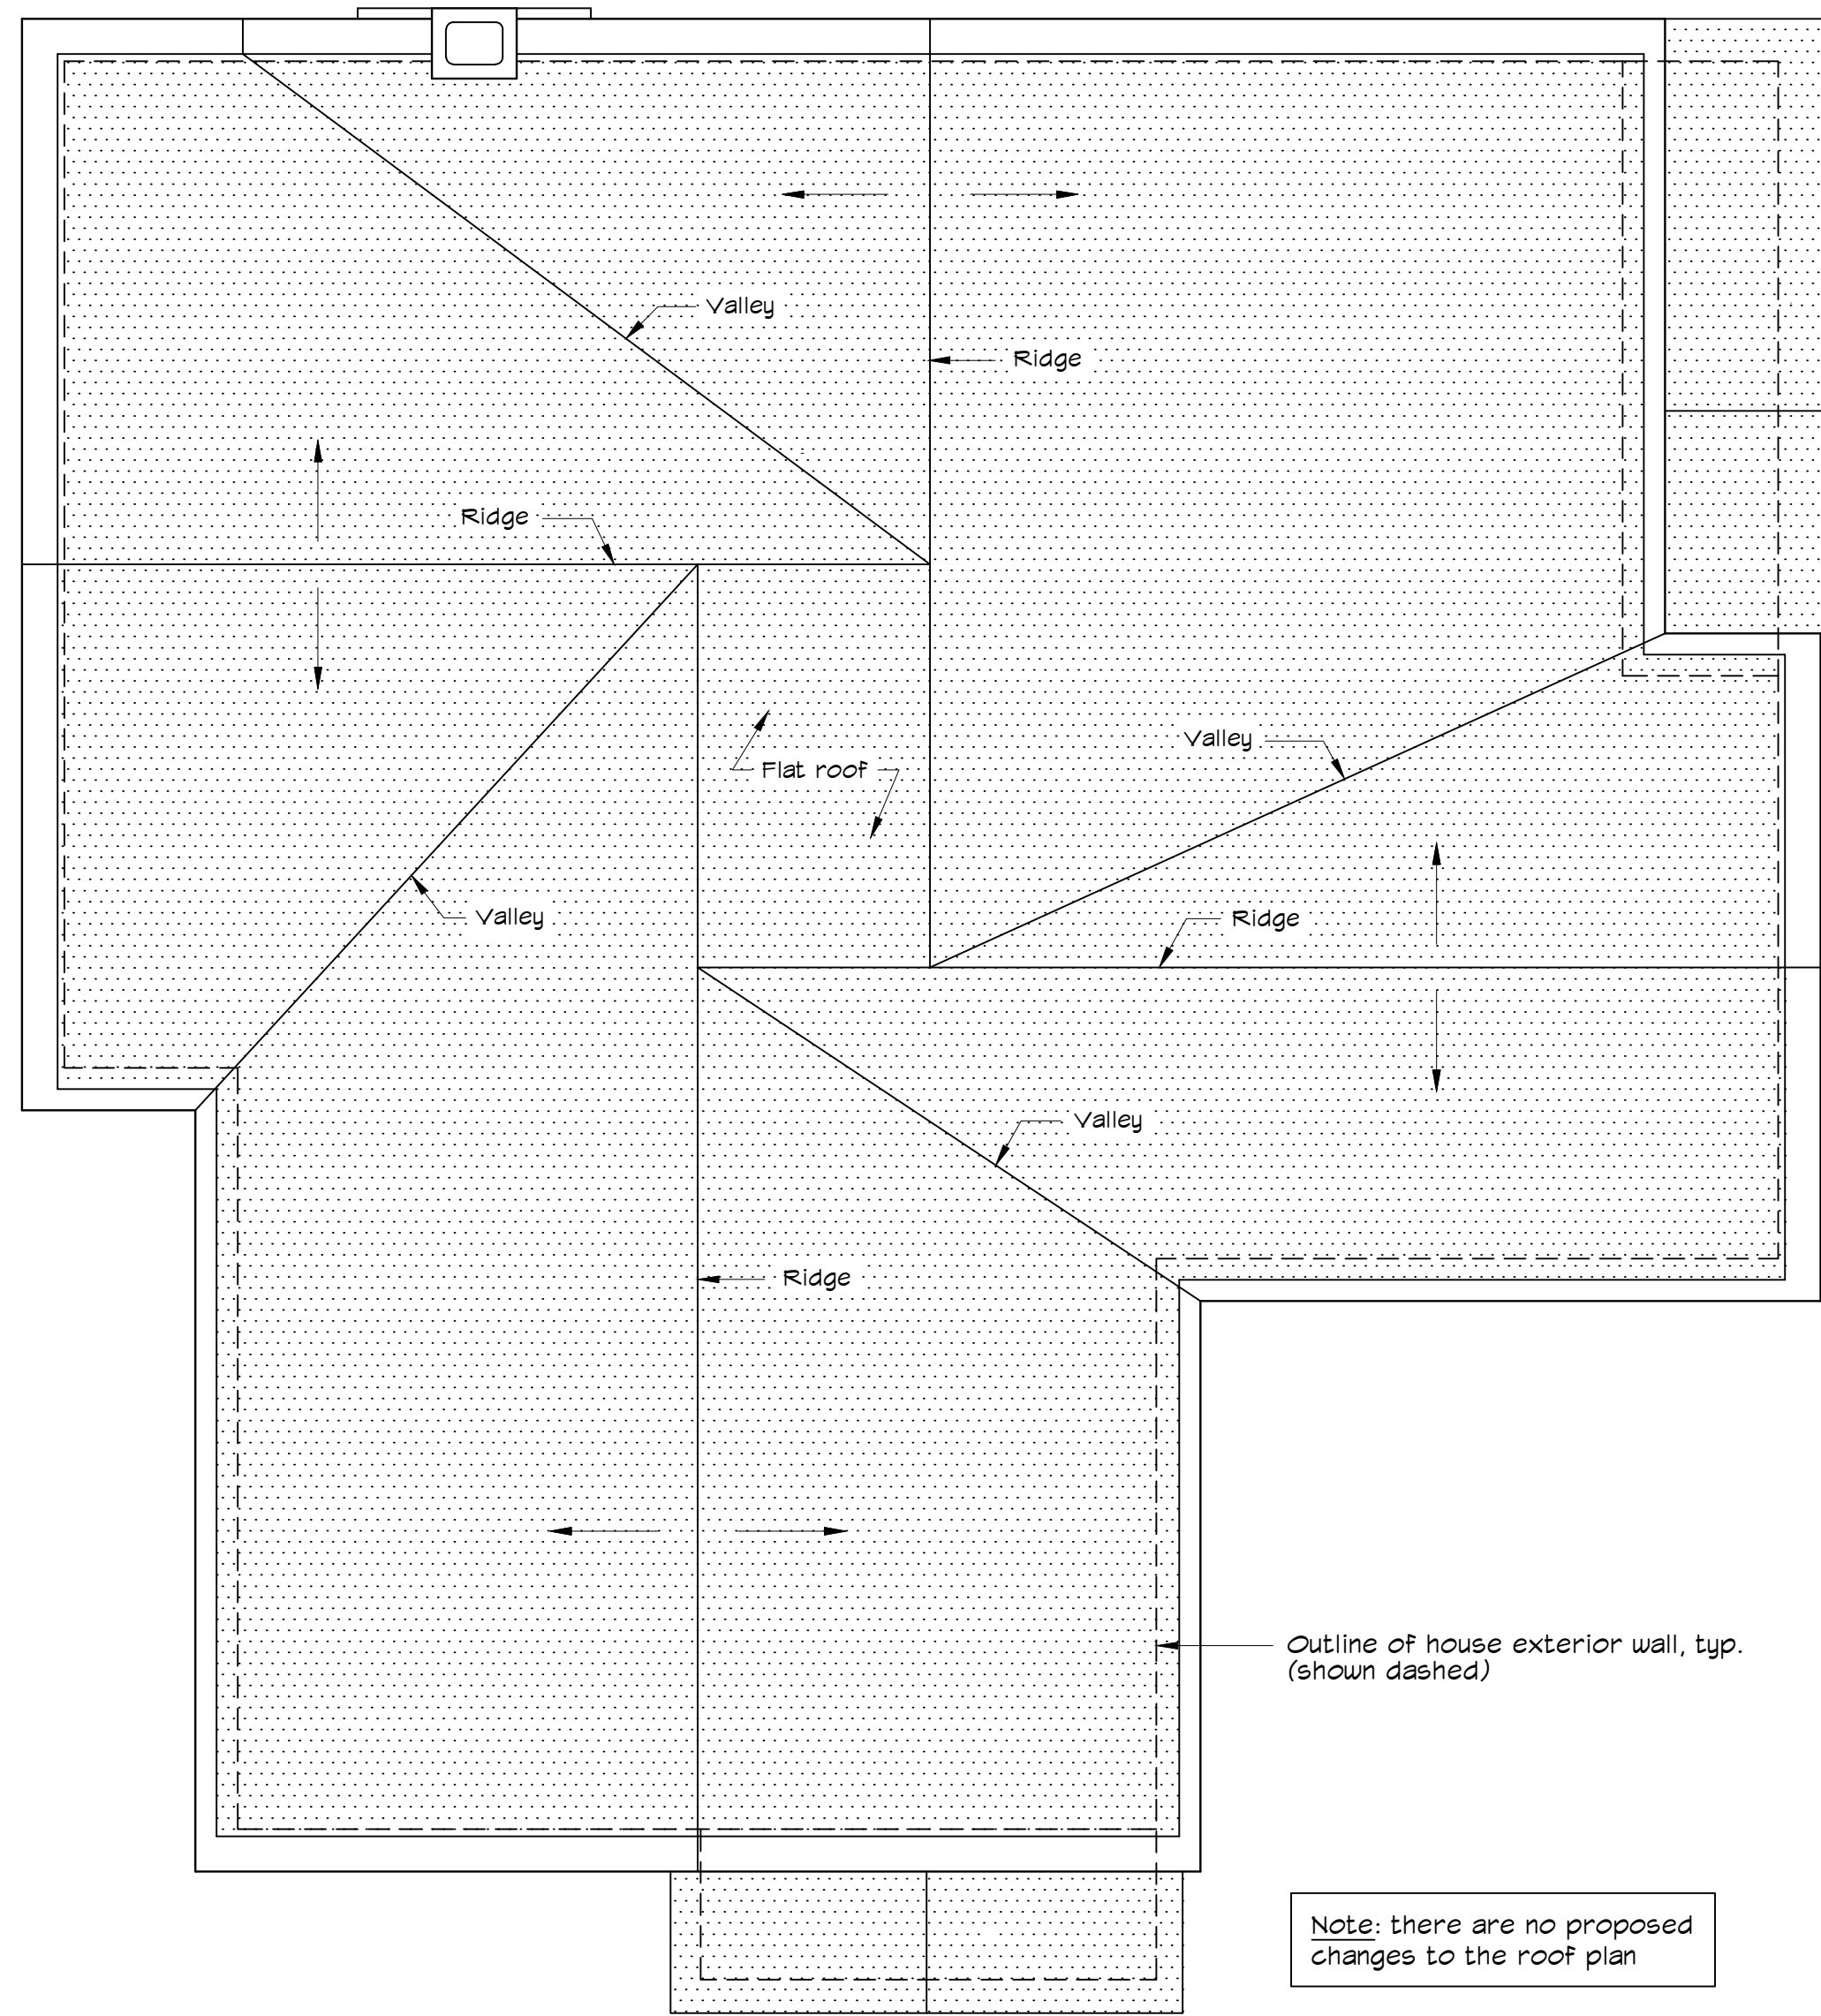 Valley
Ridge
Ridge
Valley
Flat roof
Valley
Ridge
Valley
Ridge
Outline of house exterior wall, typ.
(shown dashed)
Note: there are no proposed
changes to the roof plan